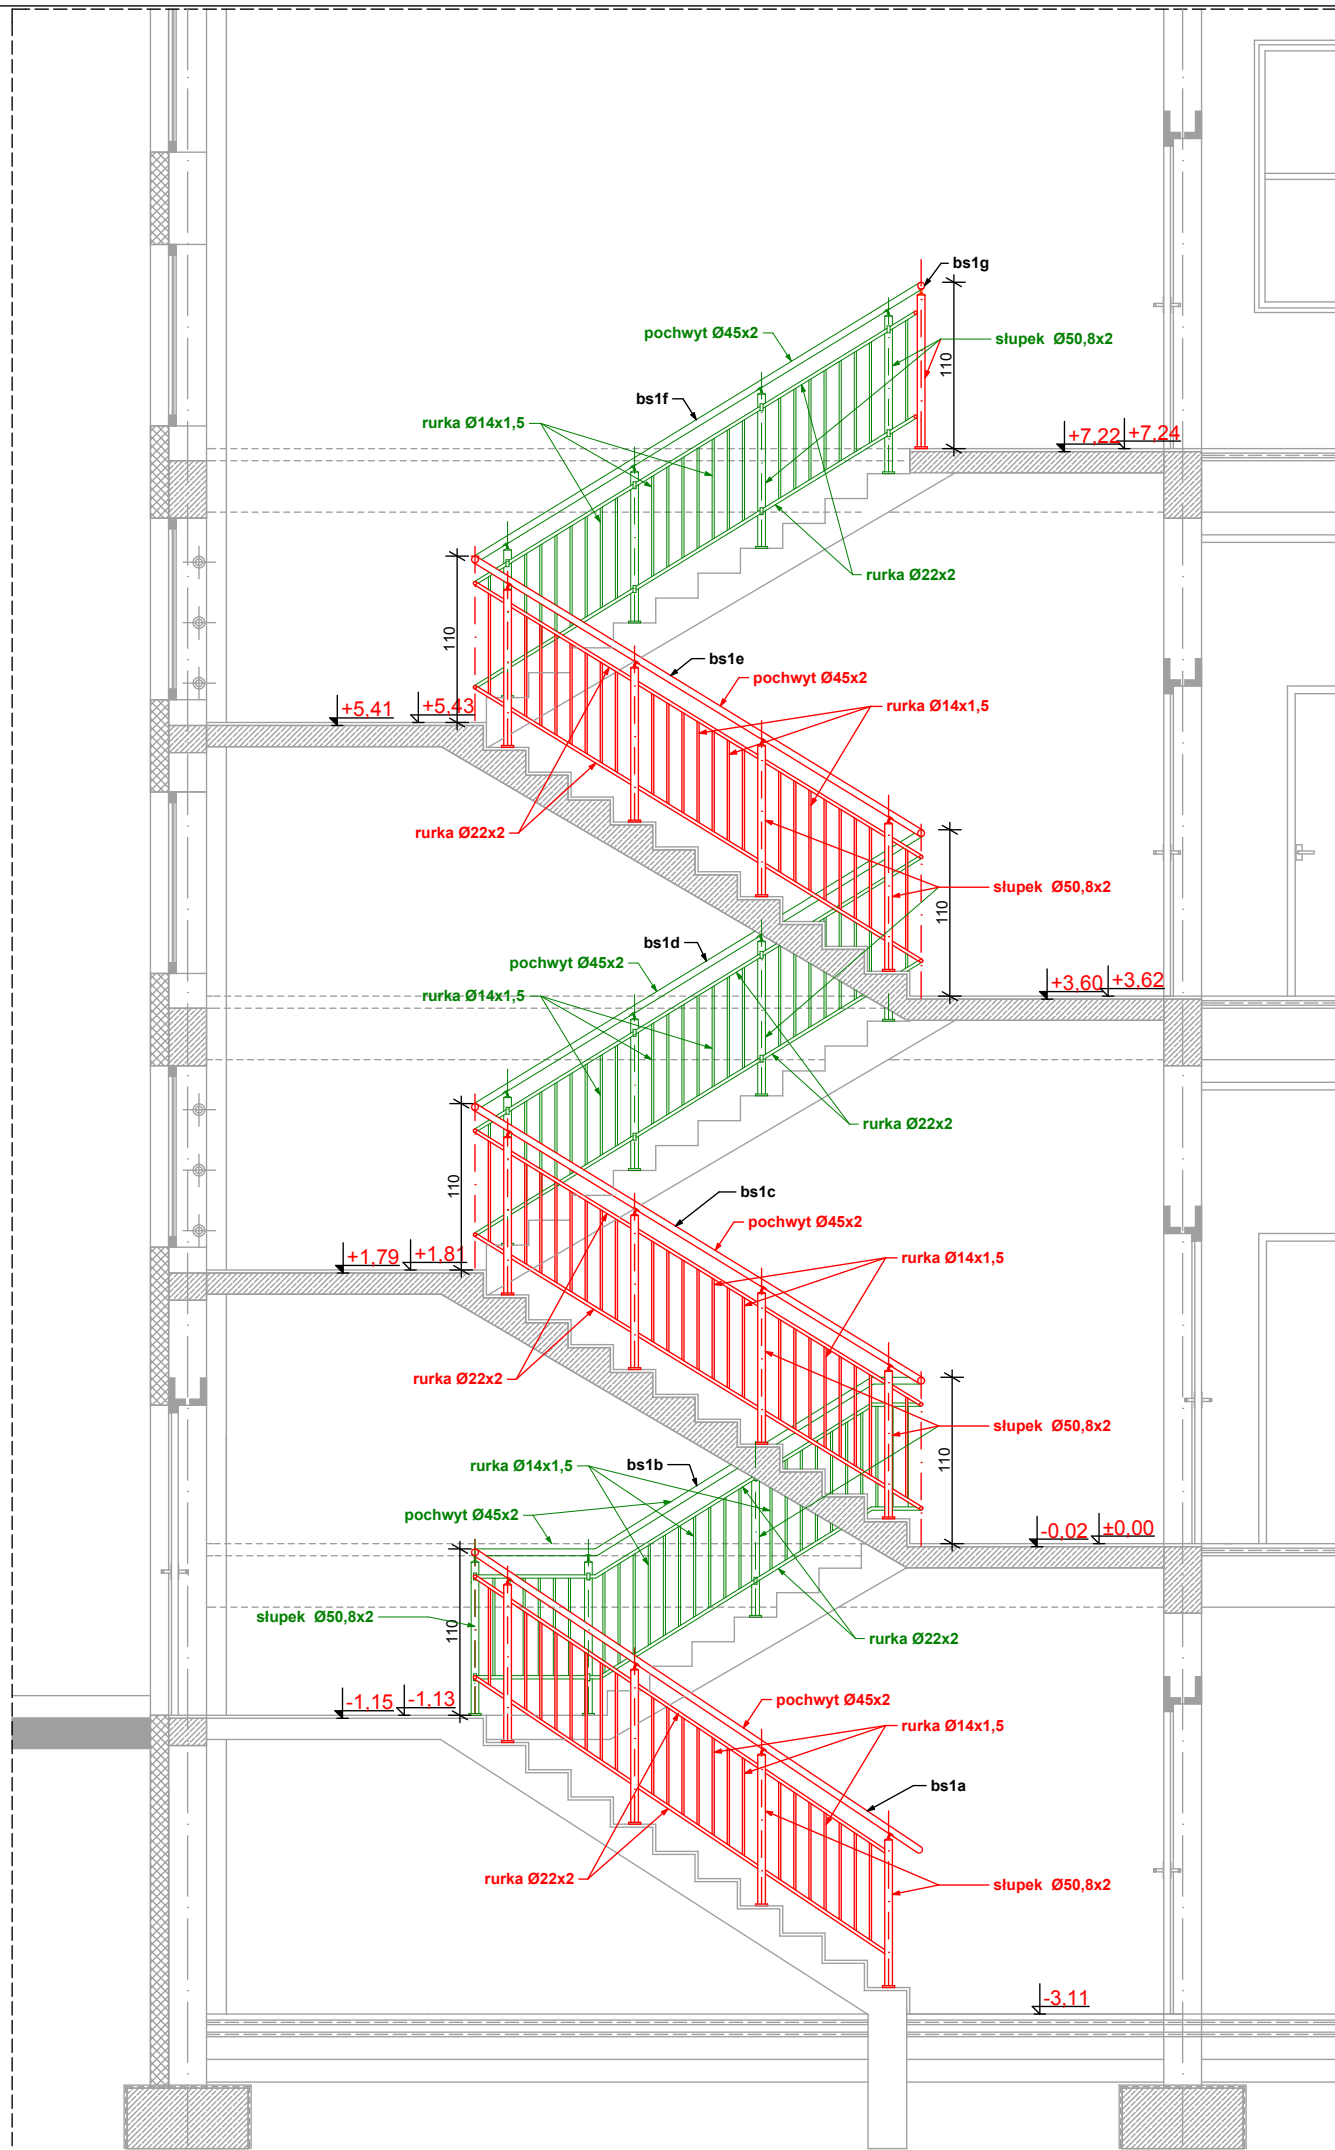 bs1g
pochwyt Ø45x2
słupek Ø50,8x2
110
bs1f
rurka Ø14x1,5
+7,22 +7,24
rurka Ø22x2
110
bs1e
pochwyt Ø45x2
+5,41 +5,43
rurka Ø14x1,5
rurka Ø22x2
słupek Ø50,8x2
110
bs1d
pochwyt Ø45x2
rurka Ø14x1,5
+3,60 +3,62
rurka Ø22x2
110
bs1c
pochwyt Ø45x2
+1,79 +1,81
rurka Ø14x1,5
rurka Ø22x2
słupek Ø50,8x2
110
bs1b
rurka Ø14x1,5
pochwyt Ø45x2
-0,02 ±0,00
słupek Ø50,8x2
110
rurka Ø22x2
-1,15 -1,13
pochwyt Ø45x2
rurka Ø14x1,5
bs1a
rurka Ø22x2
słupek Ø50,8x2
-3,11